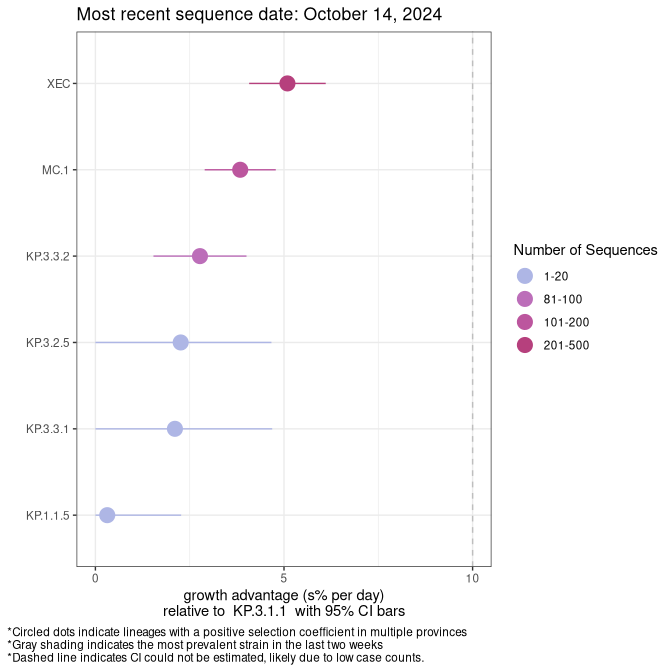 Most recent sequence date: October 14, 2024
XEC
MC.1
KP.3.3.2
KP.3.2.5
KP.3.3.1
KP.1.1.5
0 5 10
growth advantage (s% per day)
relative to KP.3.1.1 with 95% CI bars
Number of Sequences
1-20
81-100
101-200
201-500
*Circled dots indicate lineages with a positive selection coefficient in multiple provinces
*Gray shading indicates the most prevalent strain in the last two weeks
*Dashed line indicates CI could not be estimated, likely due to low case counts.